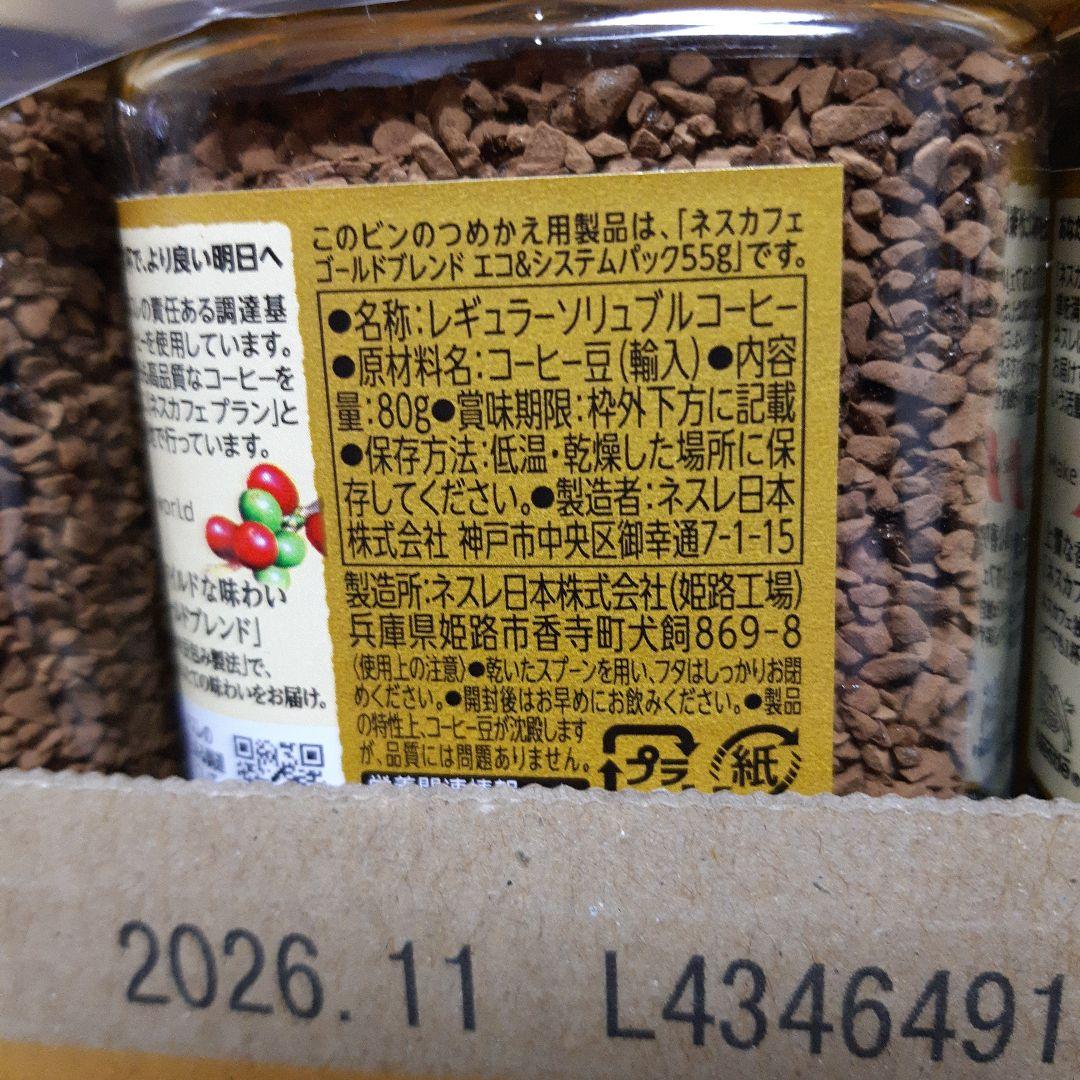 このビンのつめかえ用製品は、「ネスカフェ
ゴールドブレンド エコ&システムパック55g」です。
●名称:レギュラーソリュブルコーヒー
●原材料名:コーヒー豆(輸入)●内容
量:80g●賞味期限:枠外下方に記載
●保存方法:低温・乾燥した場所に保
存してください。●製造者:ネスレ日本
株式会社 神戸市中央区御幸通7-1-15
製造所:ネスレ日本株式会社(姫路工場)
兵庫県姫路市香寺町犬飼869-8
〈使用上の注意〉●乾いたスプーンを用い、フタはしっかりお閉
めください。●開封後はお早めにお飲みください。●製品
の特性上、コーヒー豆が沈殿します
が、品質には問題ありません。
プラ
紙
で、より良い明日へ
の責任ある調達基
を使用しています。
高品質なコーヒーを
ネスカフェ プラン」と
で行っています。
world
イルドな味わい
ルドブレンド」
包み製法」で、
ての味わいをお届け。
2026.11 L4346491